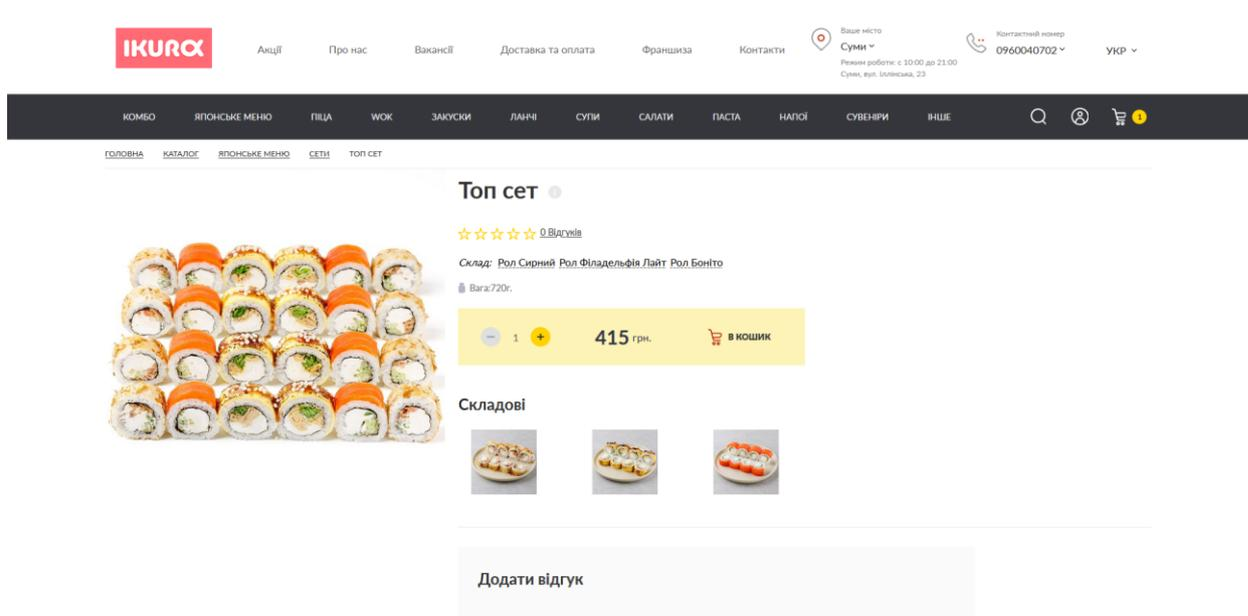 IKURA
Акції Про нас Вакансії Доставка та оплата Франшиза Контакти
Ваше місто
Суми
Режим роботи: с 10:00 до 21:00
Суми, вул. Іллінська, 23
Контактний номер
0960040702
УКР
КОМБО ЯПОНСЬКЕ МЕНЮ ПІЦА WOK ЗАКУСКИ ЛАНЧІ СУПИ САЛАТИ ПАСТА НАПОЇ СУВЕНІРИ ІНШЕ 1
ГОЛОВНА КАТАЛОГ ЯПОНСЬКЕ МЕНЮ СЕТИ ТОП СЕТ
Топ сет
0 Відгуків
Склад: Рол Сирний Рол Філадельфія Лайт Рол Боніто
Вага:720г.
− 1 + 415 грн. В КОШИК
Складові
Додати відгук